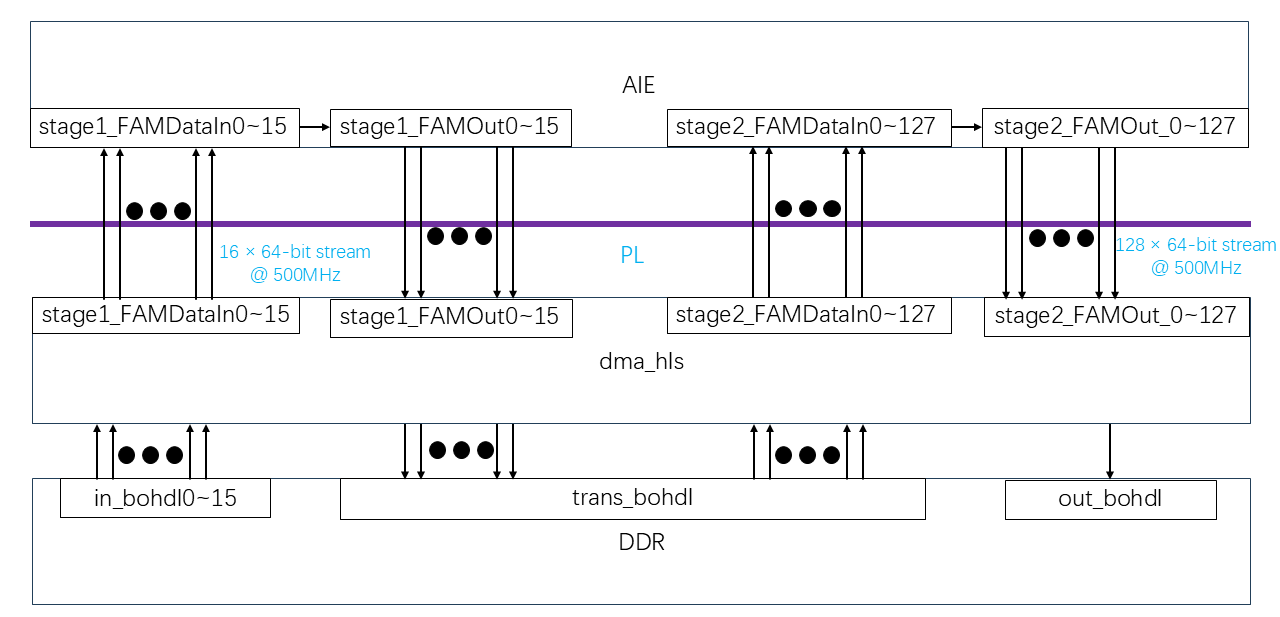 AIE
stage1_FAMDataIn0~15
stage1_FAMOut0~15
stage2_FAMDataIn0~127
stage2_FAMOut_0~127
16 × 64-bit stream
@ 500MHz
PL
128 × 64-bit stream
@ 500MHz
stage1_FAMDataIn0~15
stage1_FAMOut0~15
stage2_FAMDataIn0~127
stage2_FAMOut_0~127
dma_hls
in_bohdl0~15
trans_bohdl
out_bohdl
DDR